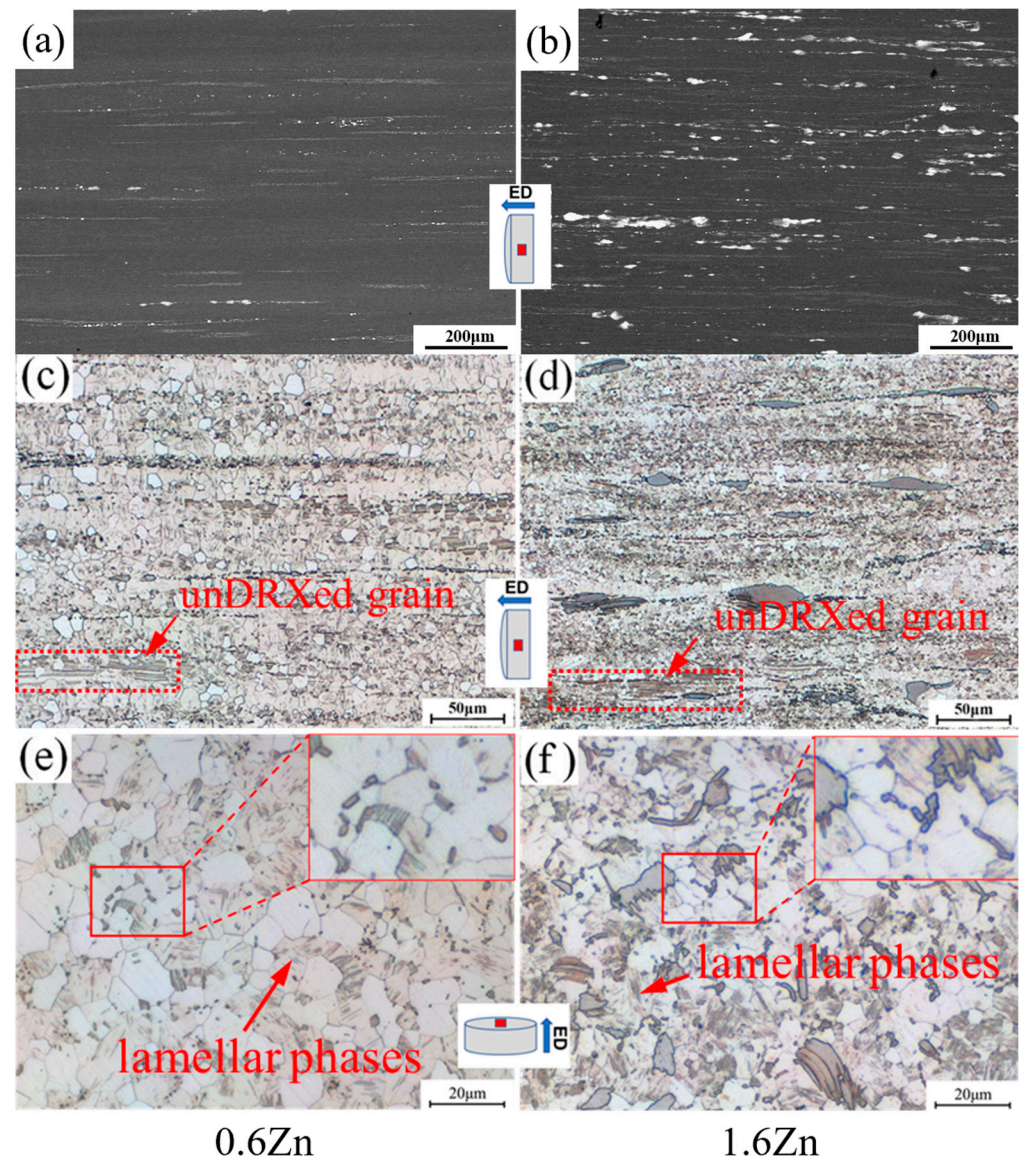 (a)
(b)
ED
200μm
200μm
(c)
(d)
unDRXed grain
ED
unDRXed grain
50μm
50μm
(e)
(f)
lamellar phases
lamellar phases
ED
20μm
20μm
0.6Zn
1.6Zn